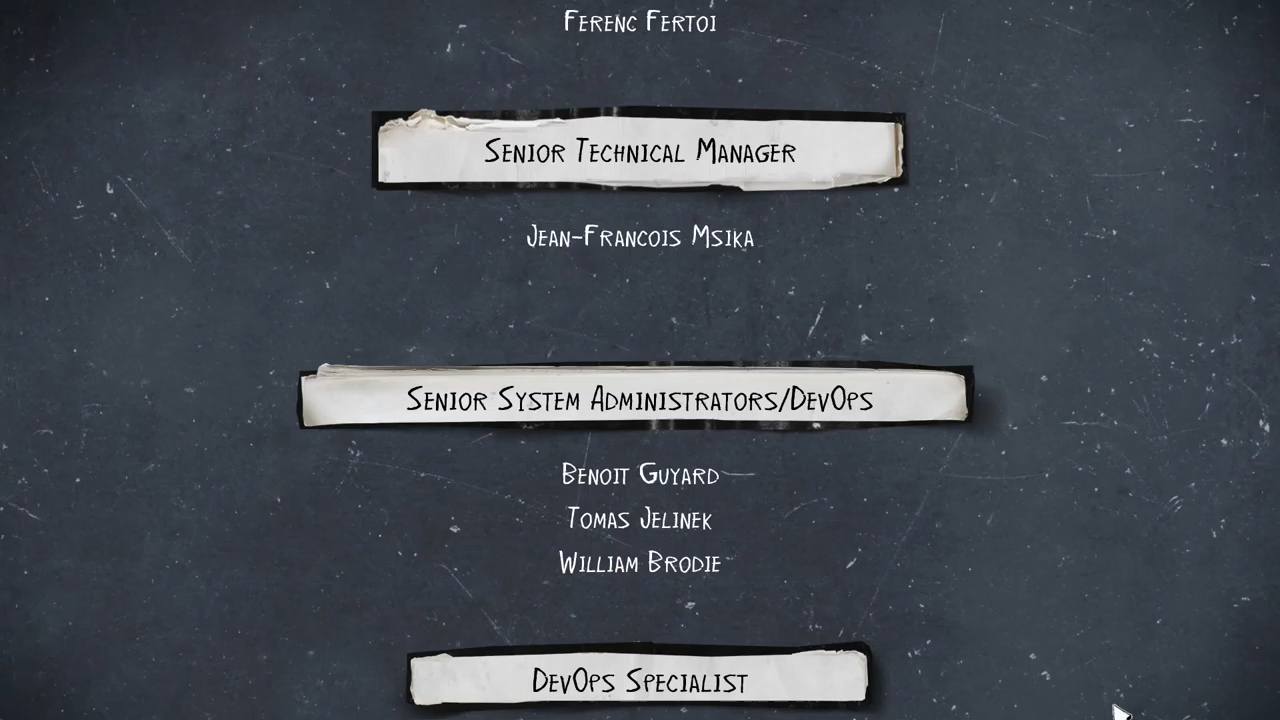 Ferenc Fertoi
Senior Technical Manager
Jean-Francois Msika
Senior System Administrators/DevOps
Benoit Guyard
Tomas Jelinek
William Brodie
DevOps Specialist